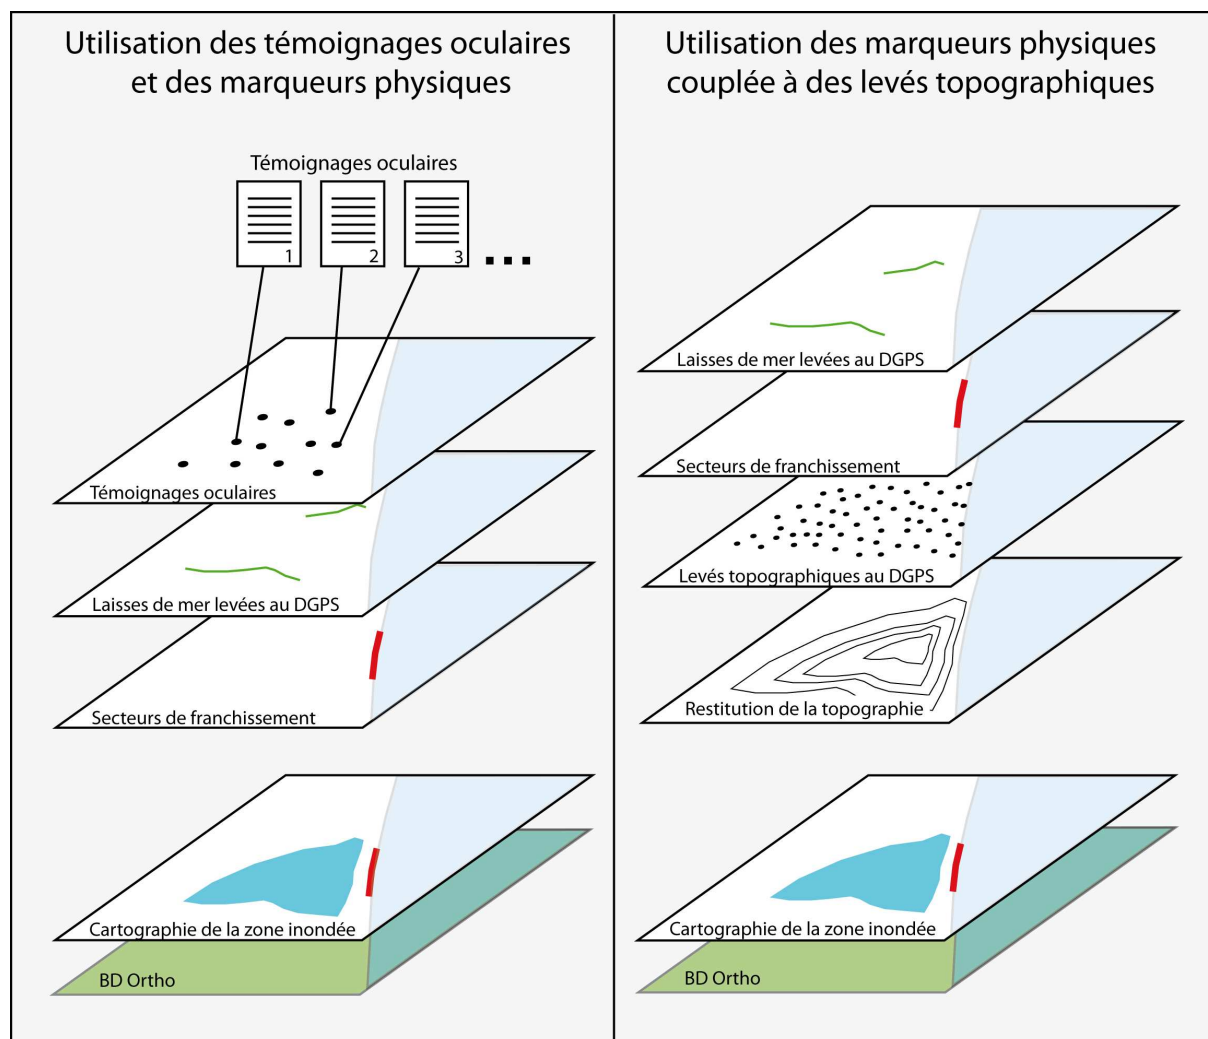 Utilisation des témoignages oculaires
et des marqueurs physiques
Témoignages oculaires
1
2
3
...
Témoignages oculaires
Laisses de mer levées au DGPS
Secteurs de franchissement
Cartographie de la zone inondée
BD Ortho
Utilisation des marqueurs physiques
couplée à des levés topographiques
Laisses de mer levées au DGPS
Secteurs de franchissement
Levés topographiques au DGPS
Restitution de la topographie
Cartographie de la zone inondée
BD Ortho